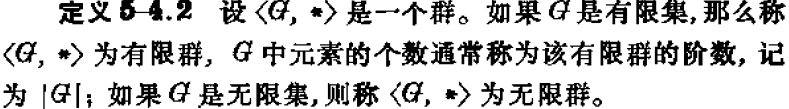 定义 5-4.2 设〈G, *〉是一个群。如果 G 是有限集,那么称
〈G, *〉为有限群, G 中元素的个数通常称为该有限群的阶数, 记
为 |G|; 如果 G 是无限集, 则称〈G, *〉为无限群。